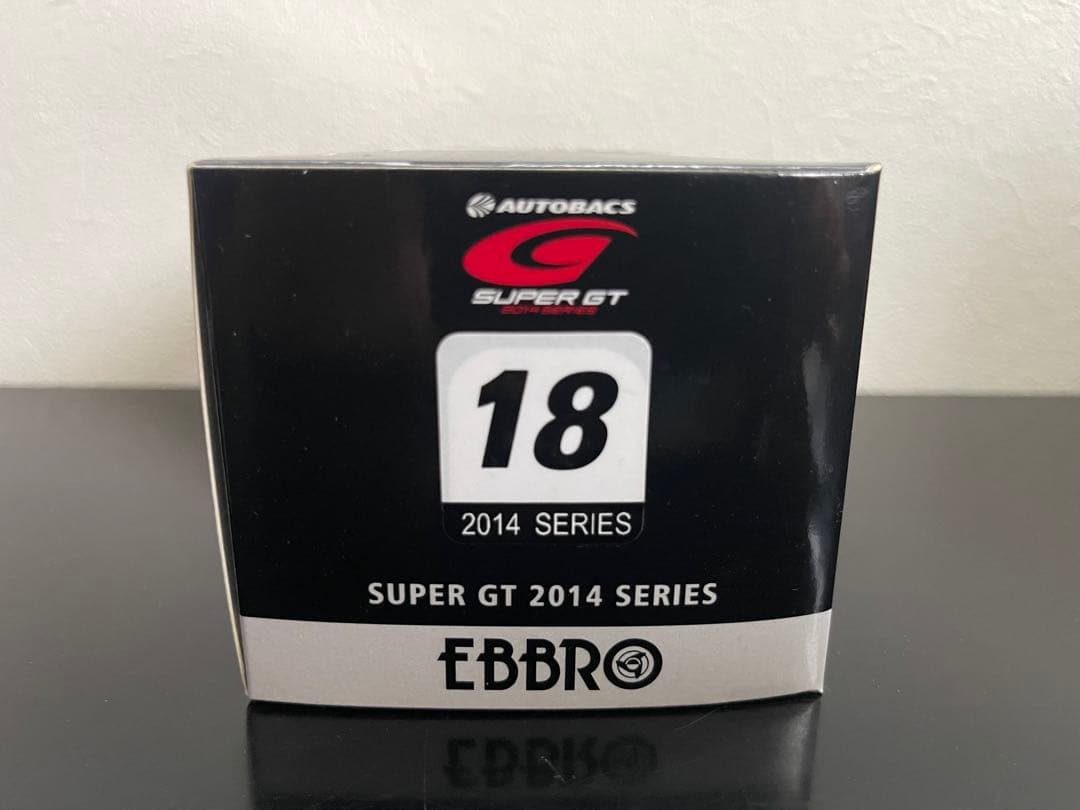 AUTOBACS
SUPER GT
2014 SERIES
18
2014 SERIES
SUPER GT 2014 SERIES
EBBRO